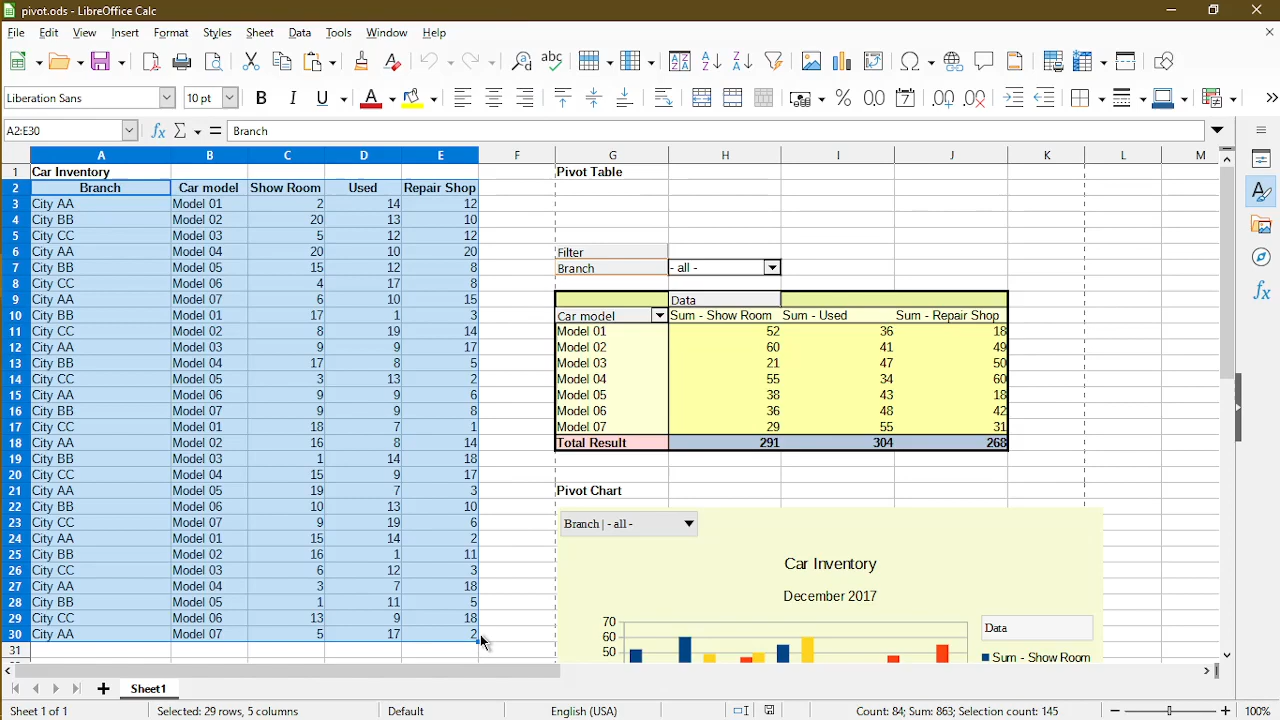 pivot.ods - LibreOffice Calc
File Edit View Insert Format Styles Sheet Data Tools Window Help
Liberation Sans 10 pt
A2:E30 Branch
A B C D E F G H I J K L M
1 Car Inventory Pivot Table
2 Branch Car model Show Room Used Repair Shop
3 City AA Model 01 2 14 12
4 City BB Model 02 20 13 10
5 City CC Model 03 5 12 12
6 City AA Model 04 20 10 20 Filter
7 City BB Model 05 15 12 8 Branch - all -
8 City CC Model 06 4 17 8
9 City AA Model 07 6 10 15 Data
10 City BB Model 01 17 1 3 Car model Sum - Show Room Sum - Used Sum - Repair Shop
11 City CC Model 02 8 19 14 Model 01 52 36 18
12 City AA Model 03 9 9 17 Model 02 60 41 49
13 City BB Model 04 17 8 5 Model 03 21 47 50
14 City CC Model 05 3 13 2 Model 04 55 34 60
15 City AA Model 06 9 9 6 Model 05 38 43 18
16 City BB Model 07 9 9 8 Model 06 36 48 42
17 City CC Model 01 18 7 1 Model 07 29 55 31
18 City AA Model 02 16 8 14 Total Result 291 304 268
19 City BB Model 03 1 14 18
20 City CC Model 04 15 9 17
21 City AA Model 05 19 7 3 Pivot Chart
22 City BB Model 06 10 13 10
23 City CC Model 07 9 19 6 Branch | - all -
24 City AA Model 01 15 14 2
25 City BB Model 02 16 1 11 Car Inventory
26 City CC Model 03 6 12 3
27 City AA Model 04 3 7 18 December 2017
28 City BB Model 05 1 11 5
29 City CC Model 06 13 9 18 70 Data
30 City AA Model 07 5 17 2 60
31 50 Sum - Show Room
Sheet1
Sheet 1 of 1 Selected: 29 rows, 5 columns Default English (USA) Count: 84; Sum: 863; Selection count: 145 100%